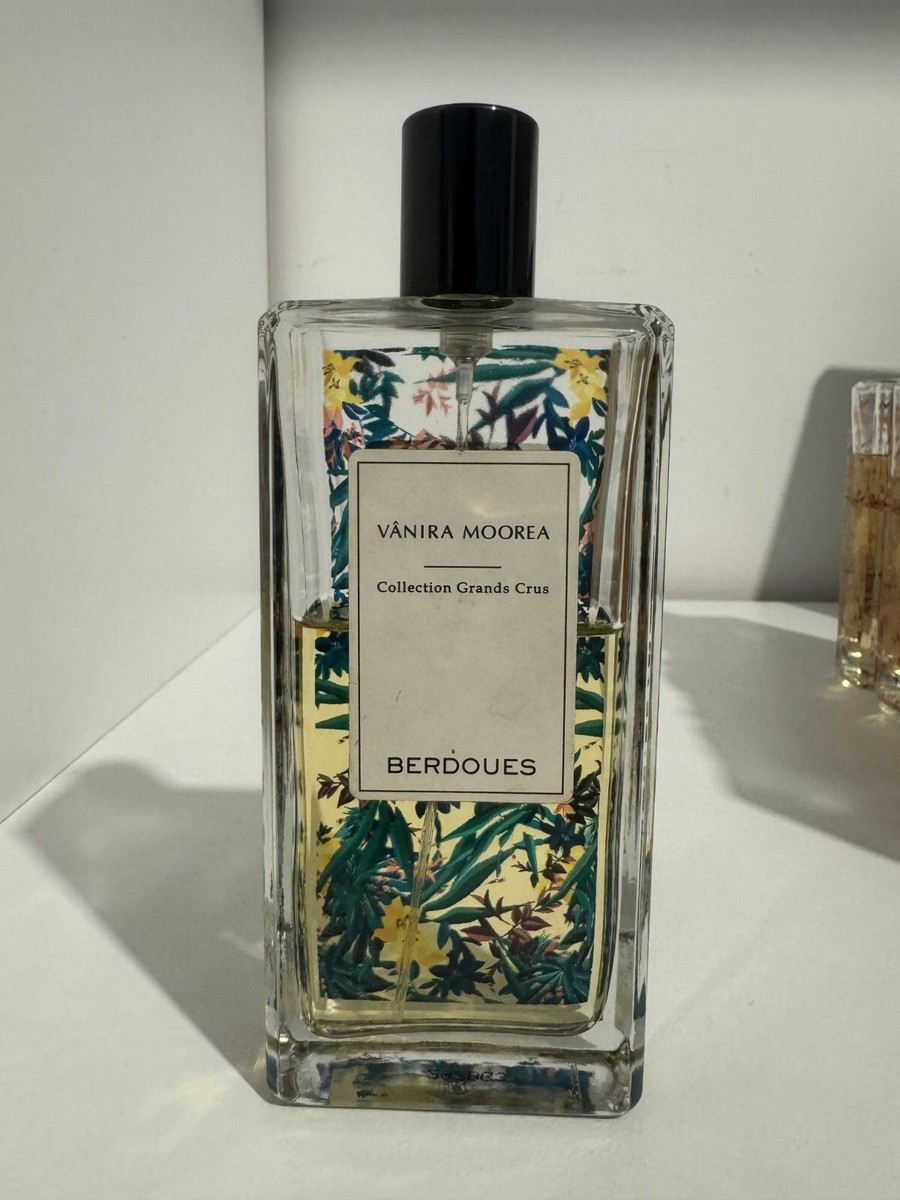 VÂNIRA MOOREA
Collection Grands Crus
BERDOUES